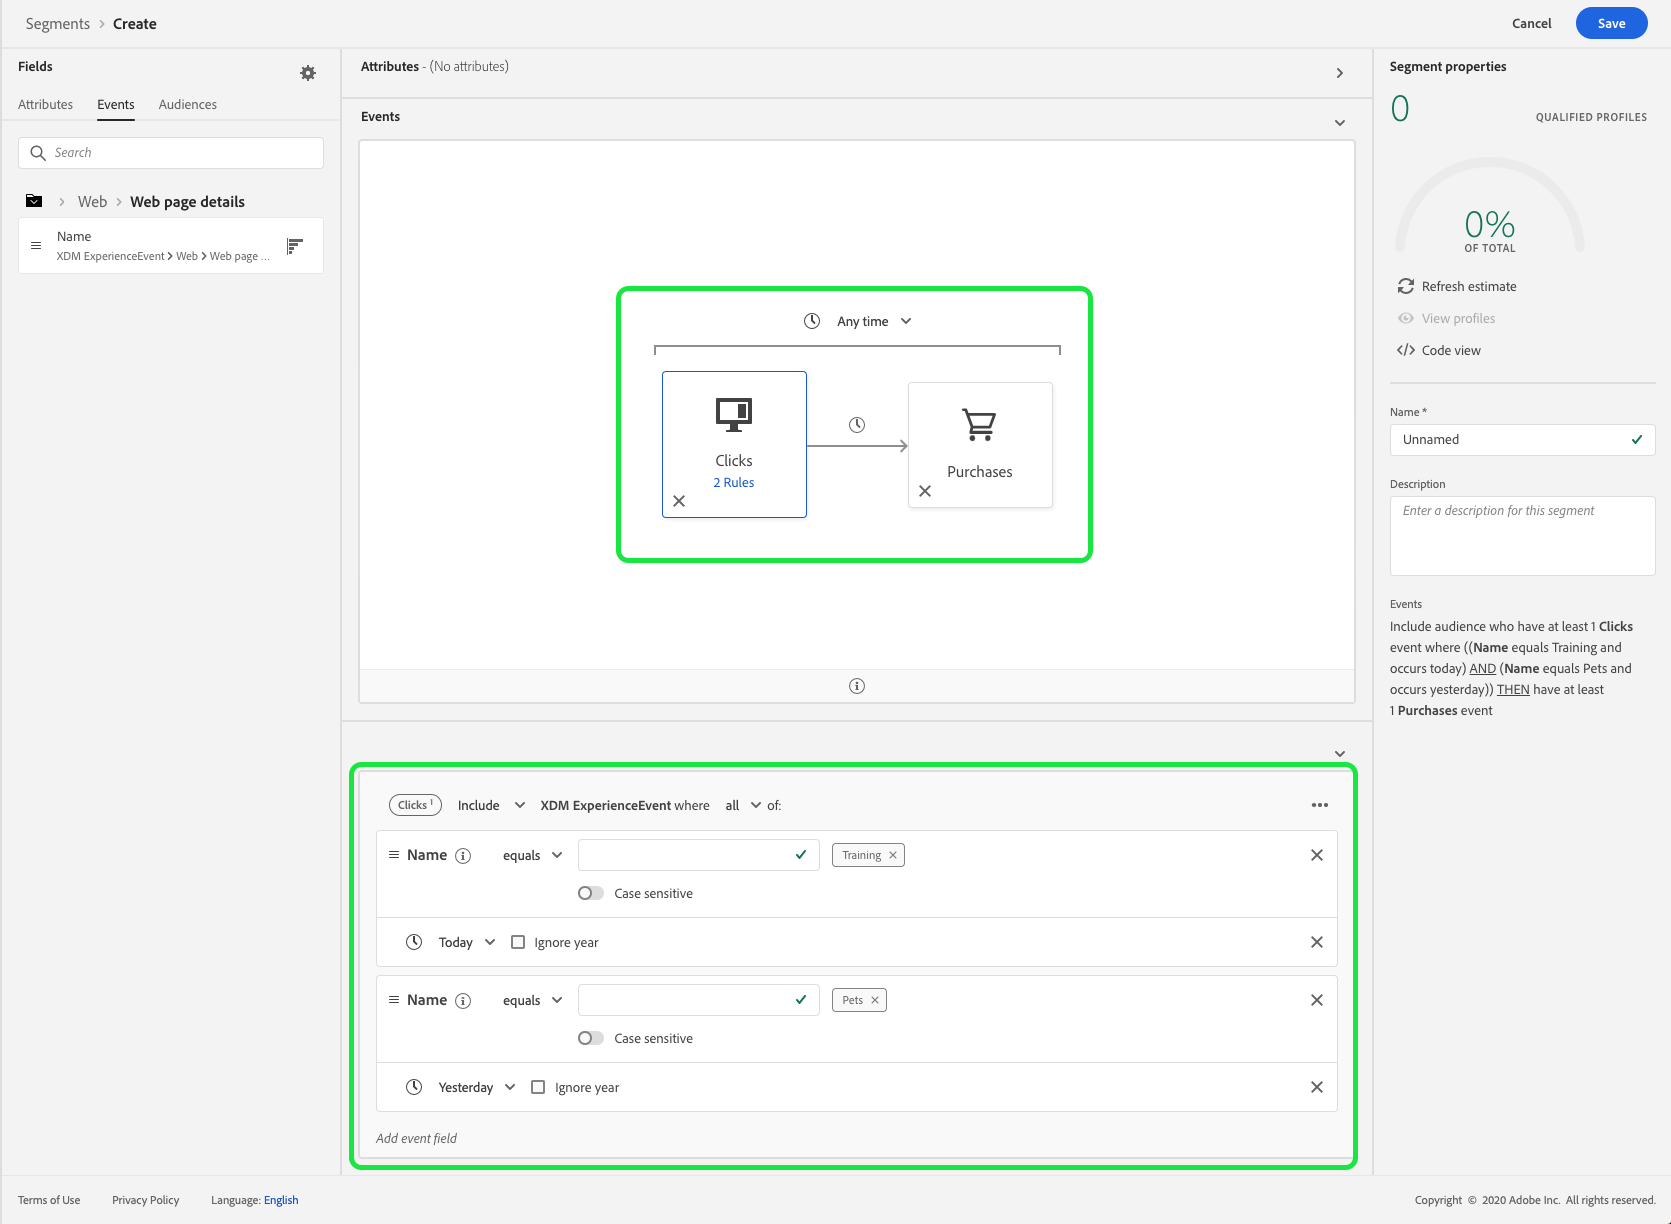 Segments > Create
Cancel
Save
Fields
Attributes
Events
Audiences
Search
> Web > Web page details
Name
XDM ExperienceEvent > Web > Web page ...
Attributes - (No attributes)
Events
Any time
Clicks
2 Rules
Purchases
Clicks 1
Include
XDM ExperienceEvent where all of:
Name
equals
Training
Case sensitive
Today
Ignore year
Name
equals
Pets
Case sensitive
Yesterday
Ignore year
Add event field
Segment properties
0
QUALIFIED PROFILES
0%
OF TOTAL
Refresh estimate
View profiles
</> Code view
Name *
Unnamed
Description
Enter a description for this segment
Events
Include audience who have at least 1 Clicks
event where ((Name equals Training and
occurs today) AND (Name equals Pets and
occurs yesterday)) THEN have at least
1 Purchases event
Terms of Use
Privacy Policy
Language: English
Copyright © 2020 Adobe Inc. All rights reserved.